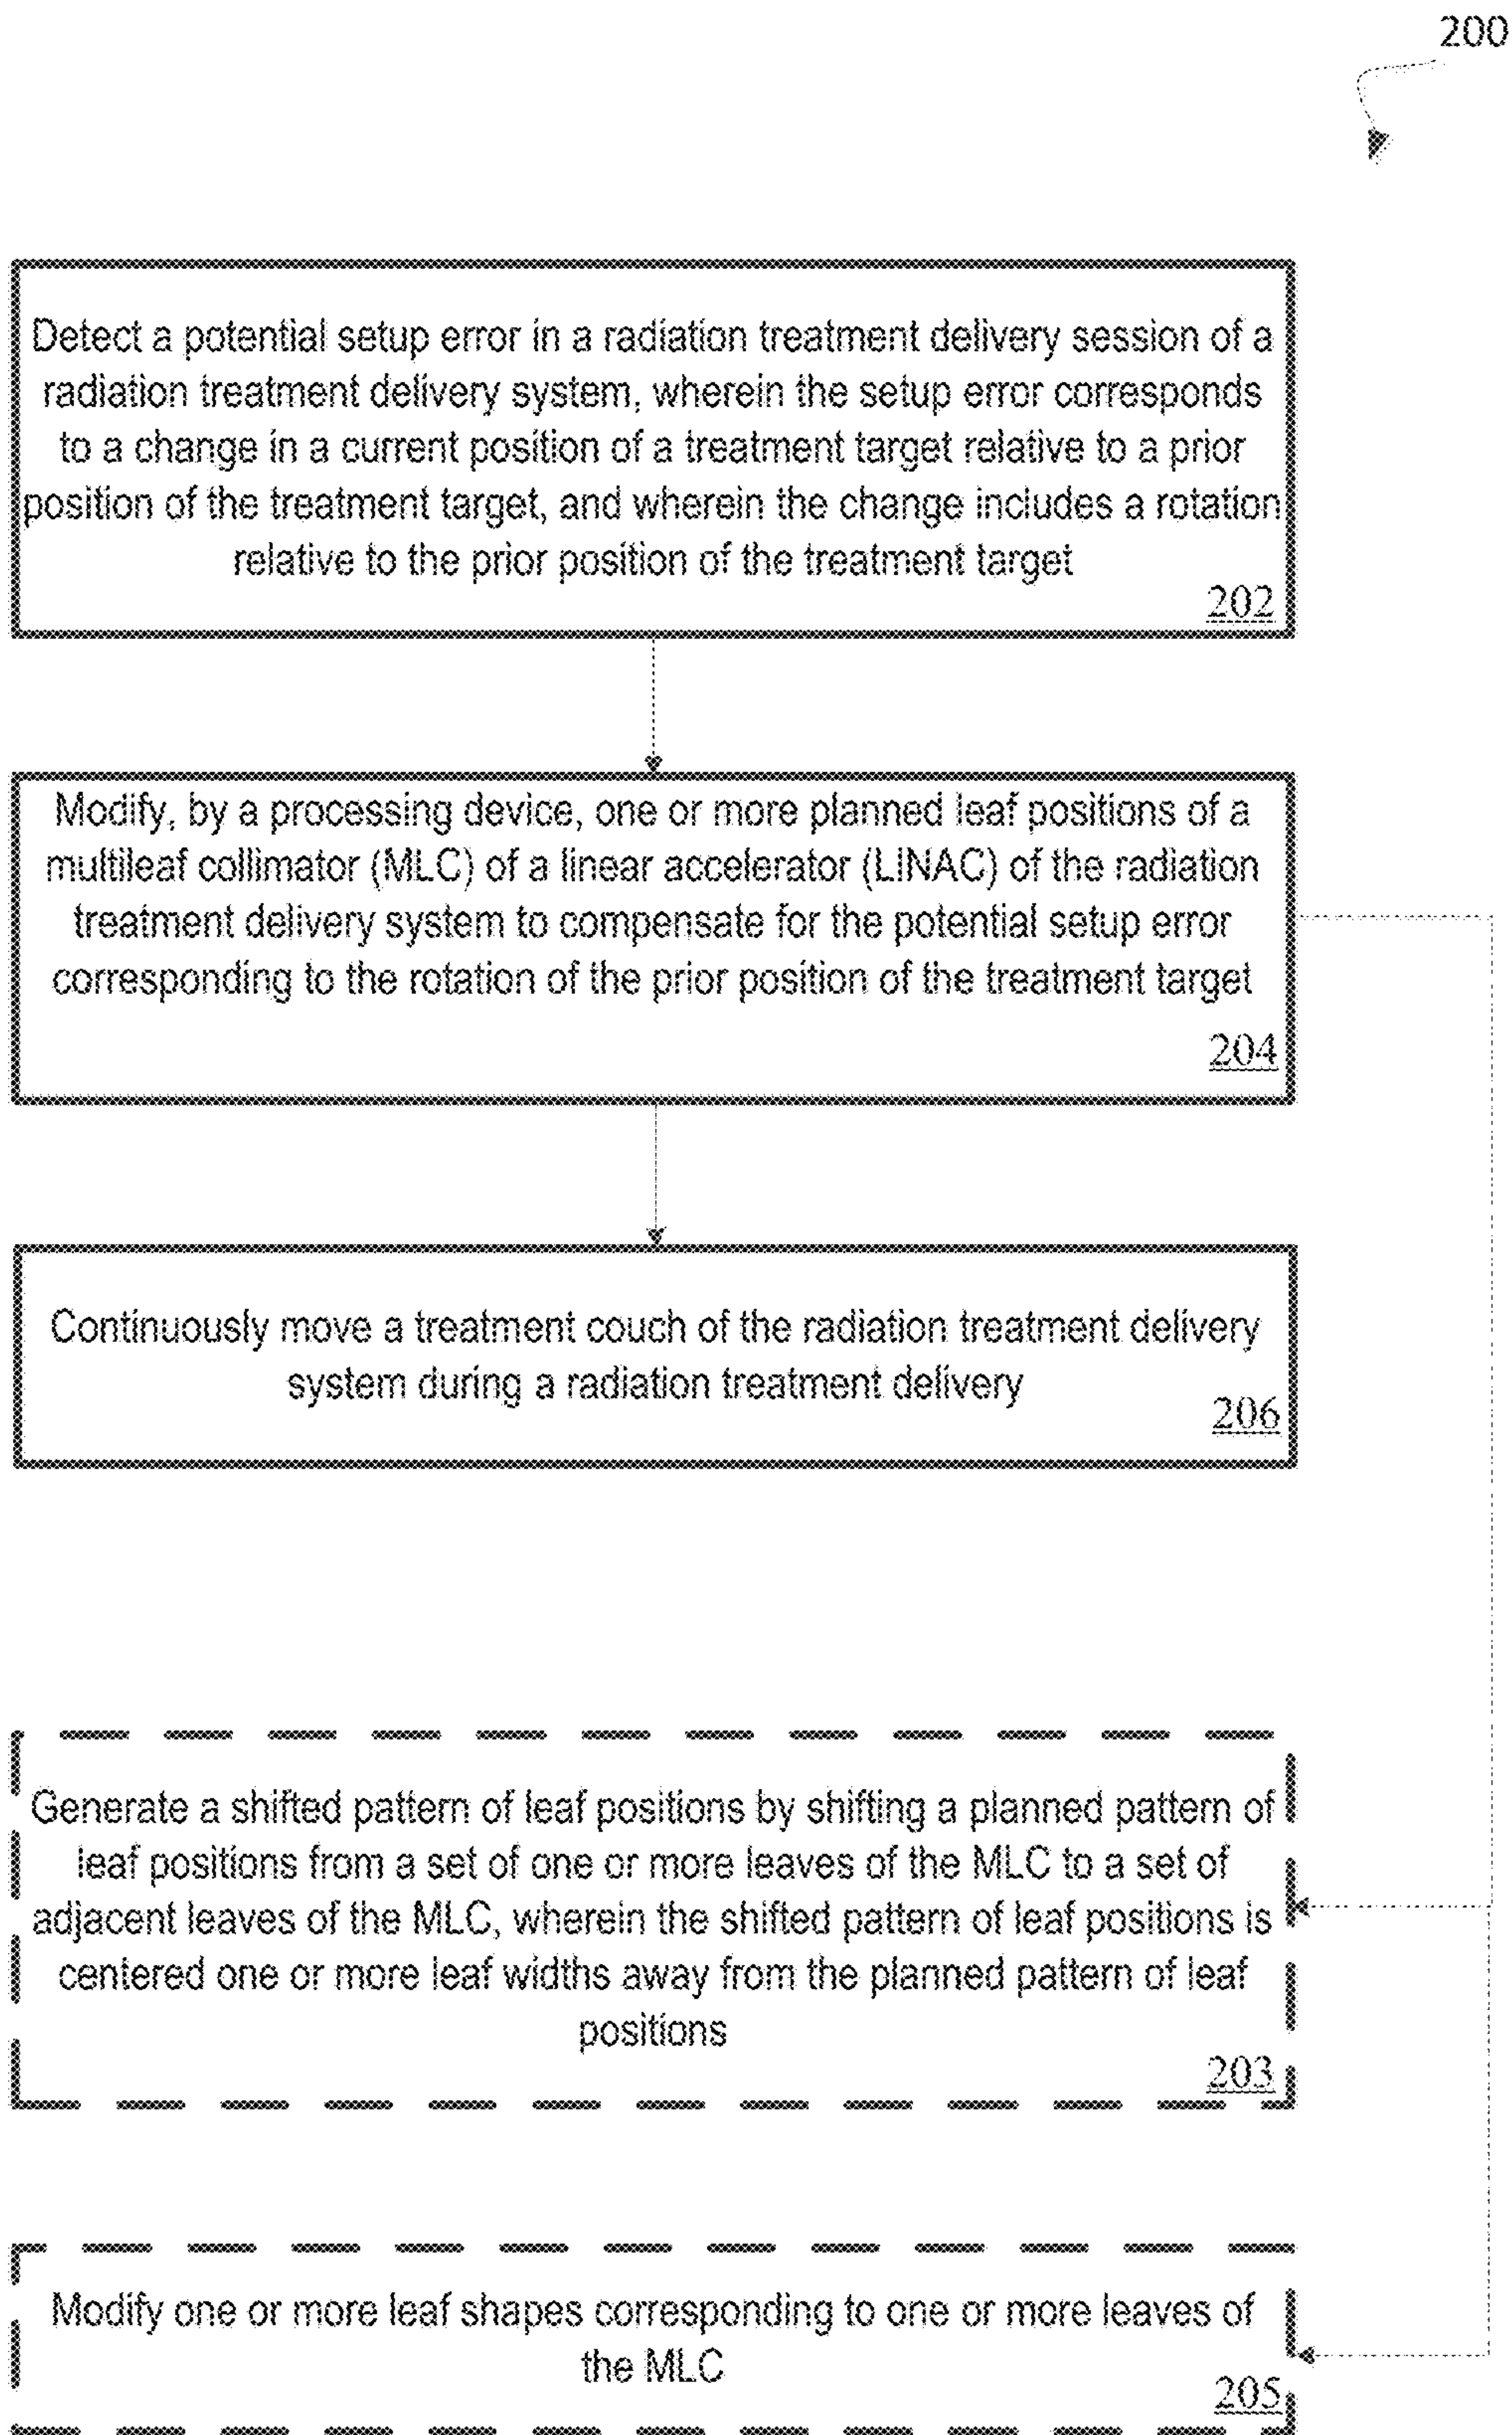 200
Detect a potential setup error in a radiation treatment delivery session of a
radiation treatment delivery system, wherein the setup error corresponds
to a change in a current position of a treatment target relative to a prior
position of the treatment target, and wherein the change includes a rotation
relative to the prior position of the treatment target
202
Modify, by a processing device, one or more planned leaf positions of a
multileaf collimator (MLC) of a linear accelerator (LINAC) of the radiation
treatment delivery system to compensate for the potential setup error
corresponding to the rotation of the prior position of the treatment target
204
Continuously move a treatment couch of the radiation treatment delivery
system during a radiation treatment delivery
206
Generate a shifted pattern of leaf positions by shifting a planned pattern of
leaf positions from a set of one or more leaves of the MLC to a set of
adjacent leaves of the MLC, wherein the shifted pattern of leaf positions is
centered one or more leaf widths away from the planned pattern of leaf
positions
203
Modify one or more leaf shapes corresponding to one or more leaves of
the MLC
205